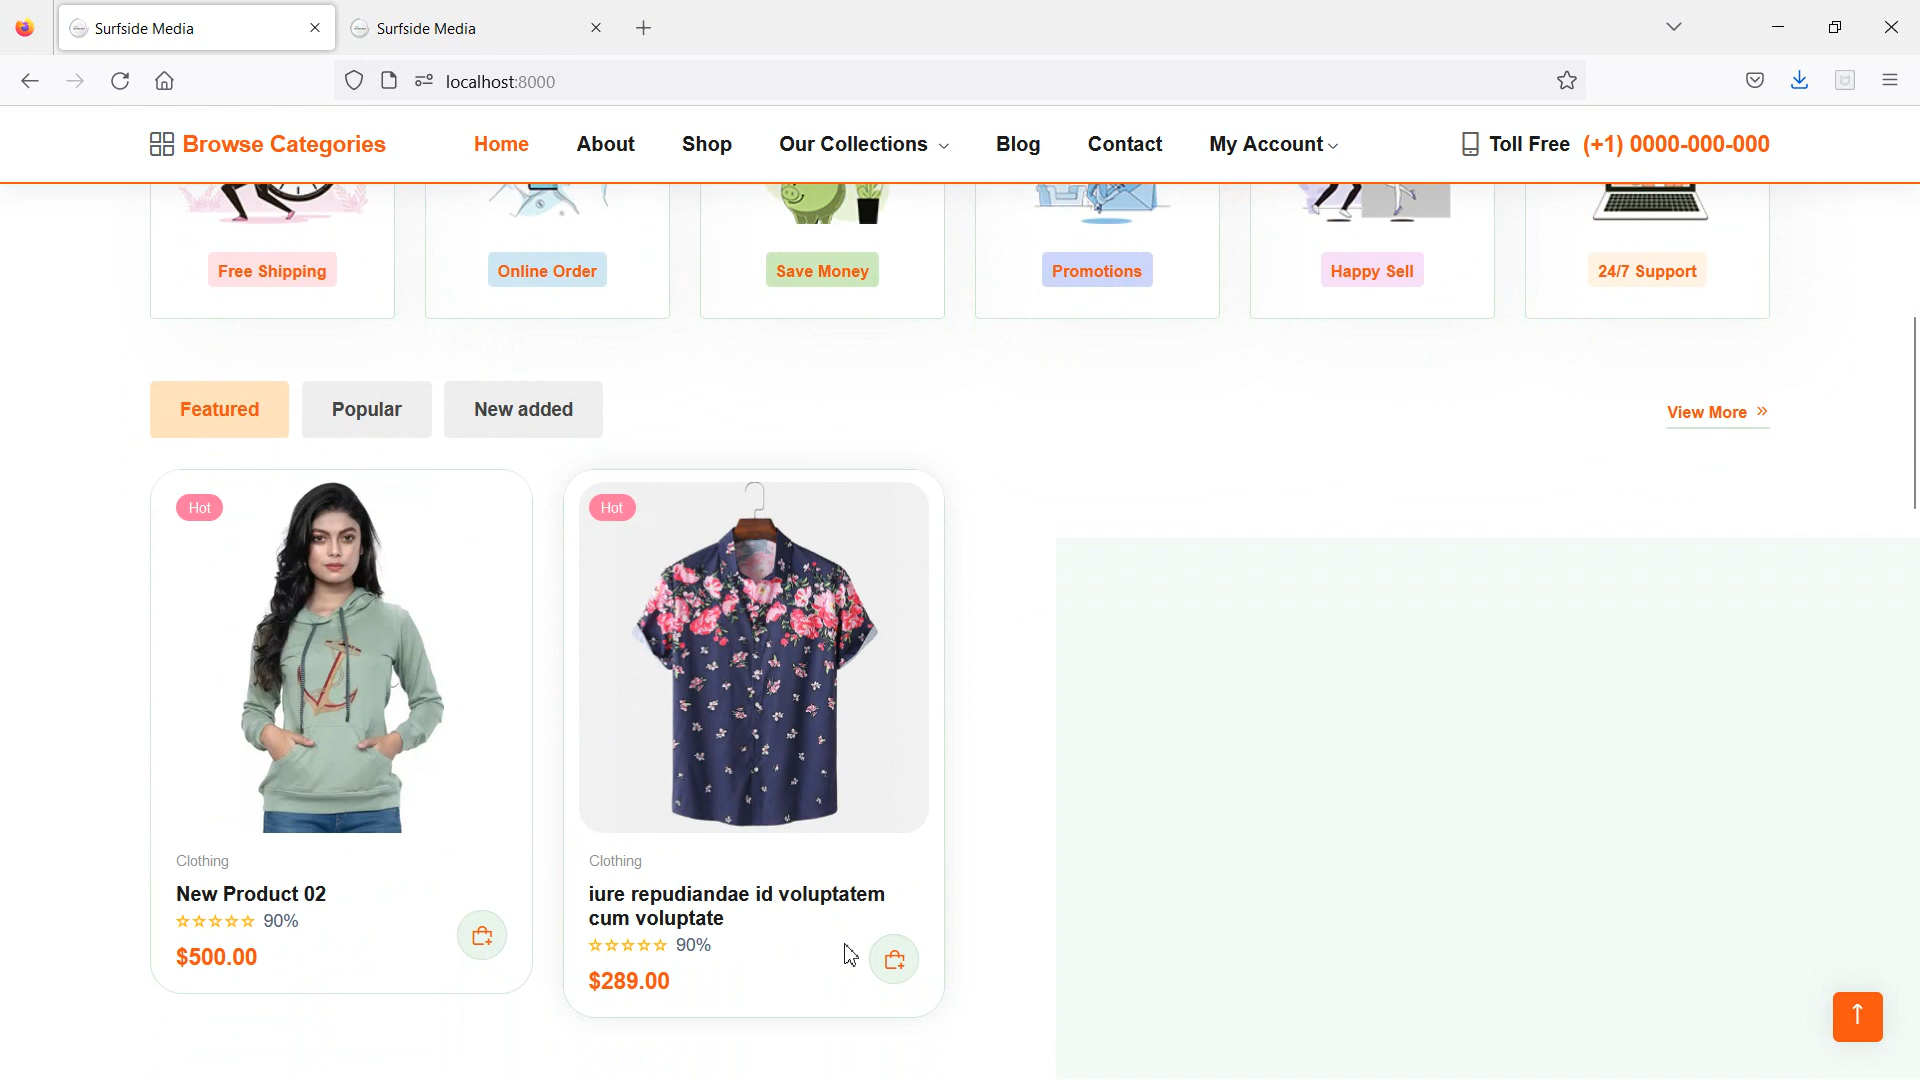 Surfside Media
Surfside Media
localhost:8000
Browse Categories
Home
About
Shop
Our Collections
Blog
Contact
My Account
Toll Free (+1) 0000-000-000
Free Shipping
Online Order
Save Money
Promotions
Happy Sell
24/7 Support
Featured
Popular
New added
View More
Hot
Hot
Clothing
New Product 02
90%
$500.00
Clothing
iure repudiandae id voluptatem
cum voluptate
90%
$289.00